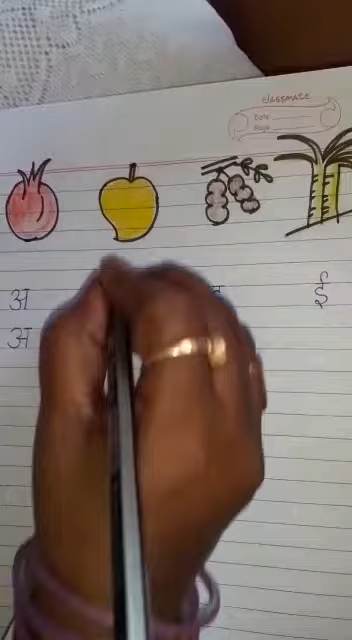 classmate
Date
Page
अ ई
अ